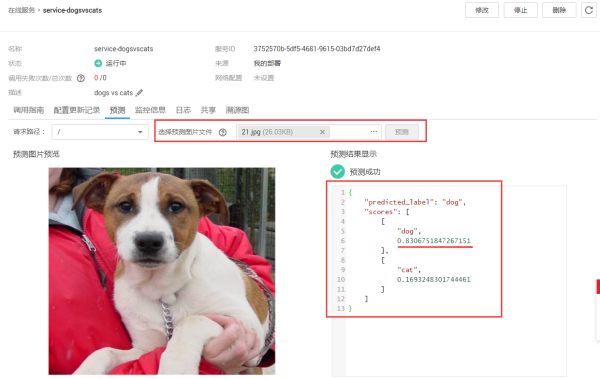 在线服务 > service-dogsvscats
修改 停止 删除
名称 service-dogsvscats 服务ID 3752570b-5df5-4681-9615-03bd7d27def4
状态 运行中 来源 我的部署
调用失败次数/总次数 0 /0 网络配置 未设置
描述 dogs vs cats
调用指南 配置更新记录 预测 监控信息 日志 共享 溯源图
请求路径： / 选择预测图片文件 21.jpg (26.03KB) × ... 预测
预测图片预览 预测结果显示
预测成功
1 {
2 "predicted_label": "dog",
3 "scores": [
4 [
5 "dog",
6 0.8306751847267151
7 ],
8 [
9 "cat",
10 0.1693248301744461
11 ]
12 ]
13 }